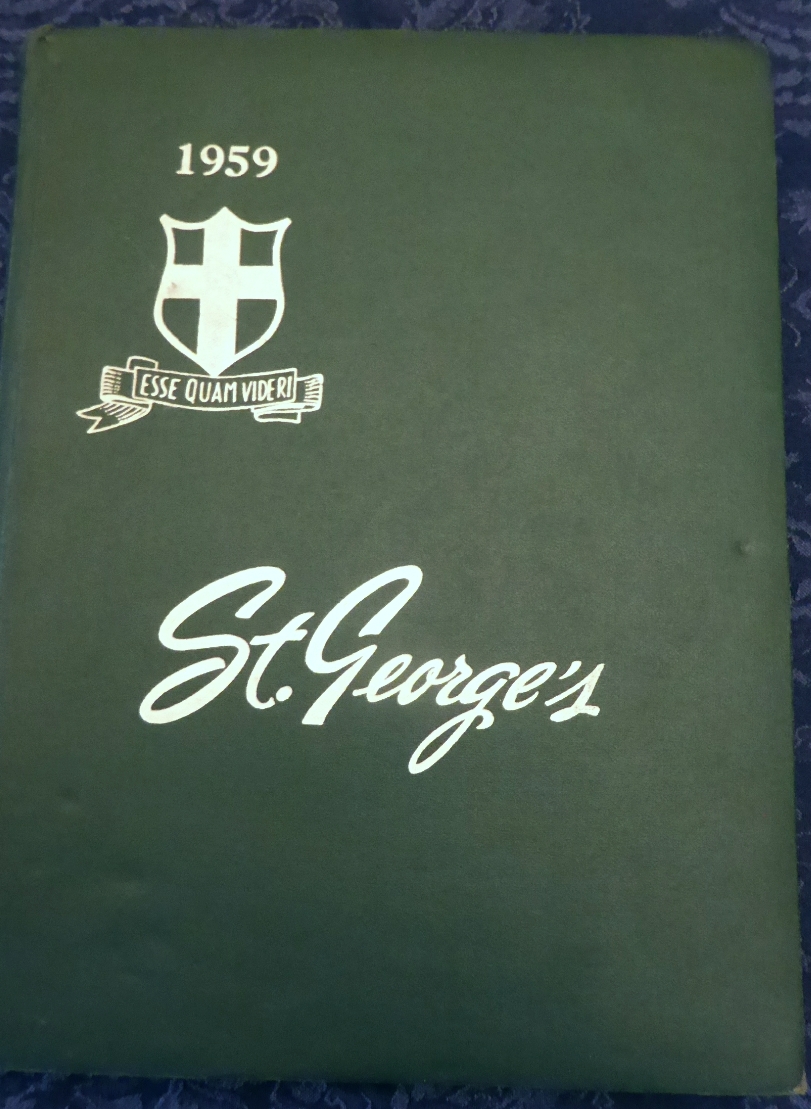 1959
ESSE QUAM VIDERI
St. George's